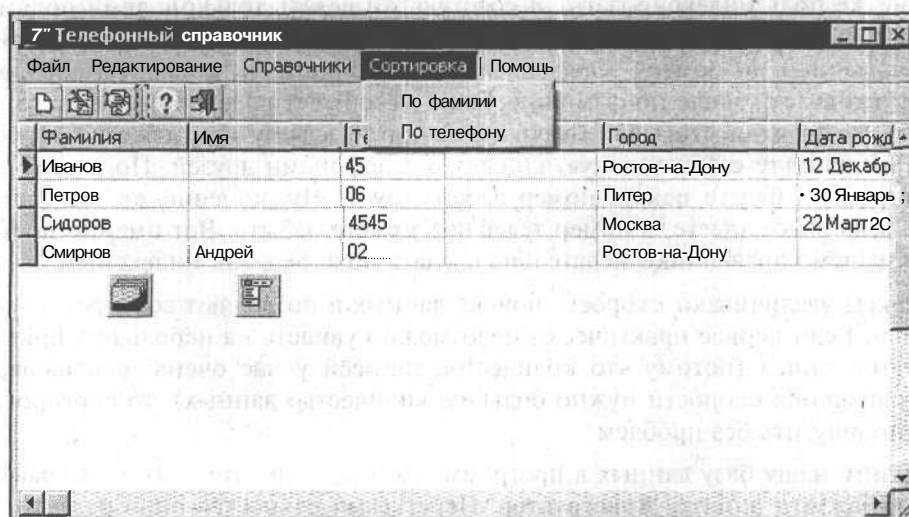 7" Телефонный справочник
Файл Редактирование Справочники Сортировка Помощь
По фамилии
По телефону
Фамилия Имя Те Город Дата рожд
Иванов 45 Ростов-на-Дону 12 Декабр
Петров 06 Питер 30 Январь
Сидоров 4545 Москва 22 Март 2С
Смирнов Андрей 02 Ростов-на-Дону